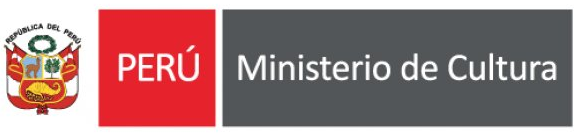 REPÚBLICA DEL PERÚ
PERÚ
Ministerio de Cultura